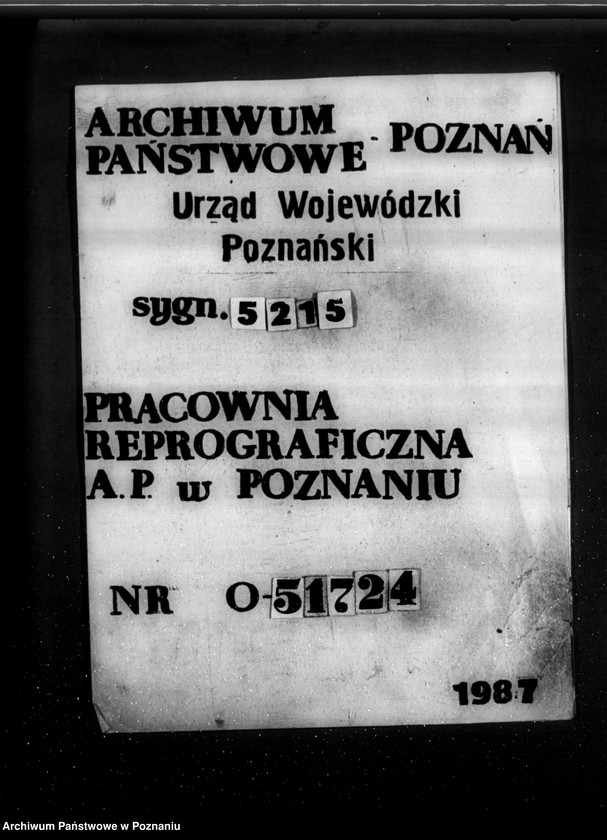 ARCHIWUM
PAŃSTWOWE - POZNAŃ
Urząd Wojewódzki
Poznański
sygn. 5215
PRACOWNIA
REPROGRAFICZNA
A.P. w POZNANIU
NR O-51724
1987
Archiwum Państwowe w Poznaniu